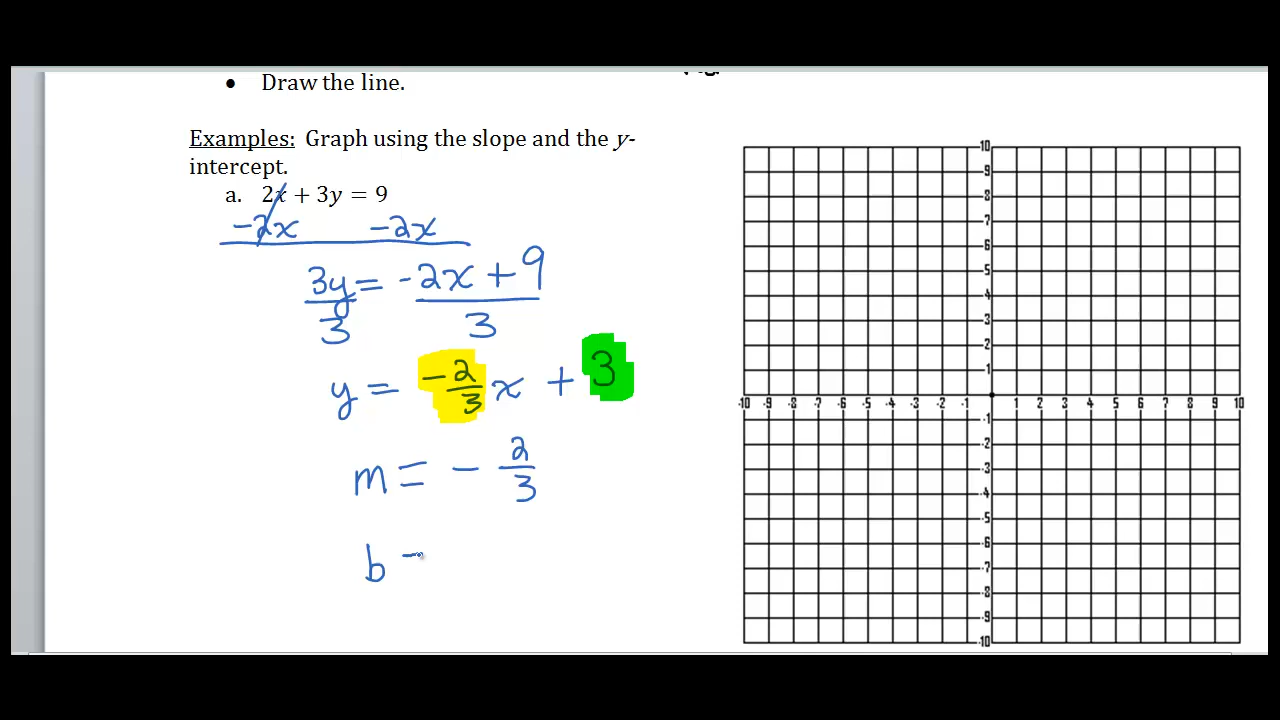 • Draw the line.
Examples: Graph using the slope and the y-
intercept.
a. 2x + 3y = 9
-2x -2x
3y = -2x + 9
3 3
y = -2/3 x + 3
m = - 2/3
b -
10
9
8
7
6
5
4
3
2
1
-10 -9 -8 -7 -6 -5 -4 -3 -2 -1 1 2 3 4 5 6 7 8 9 10
-1
-2
-3
-4
-5
-6
-7
-8
-9
-10